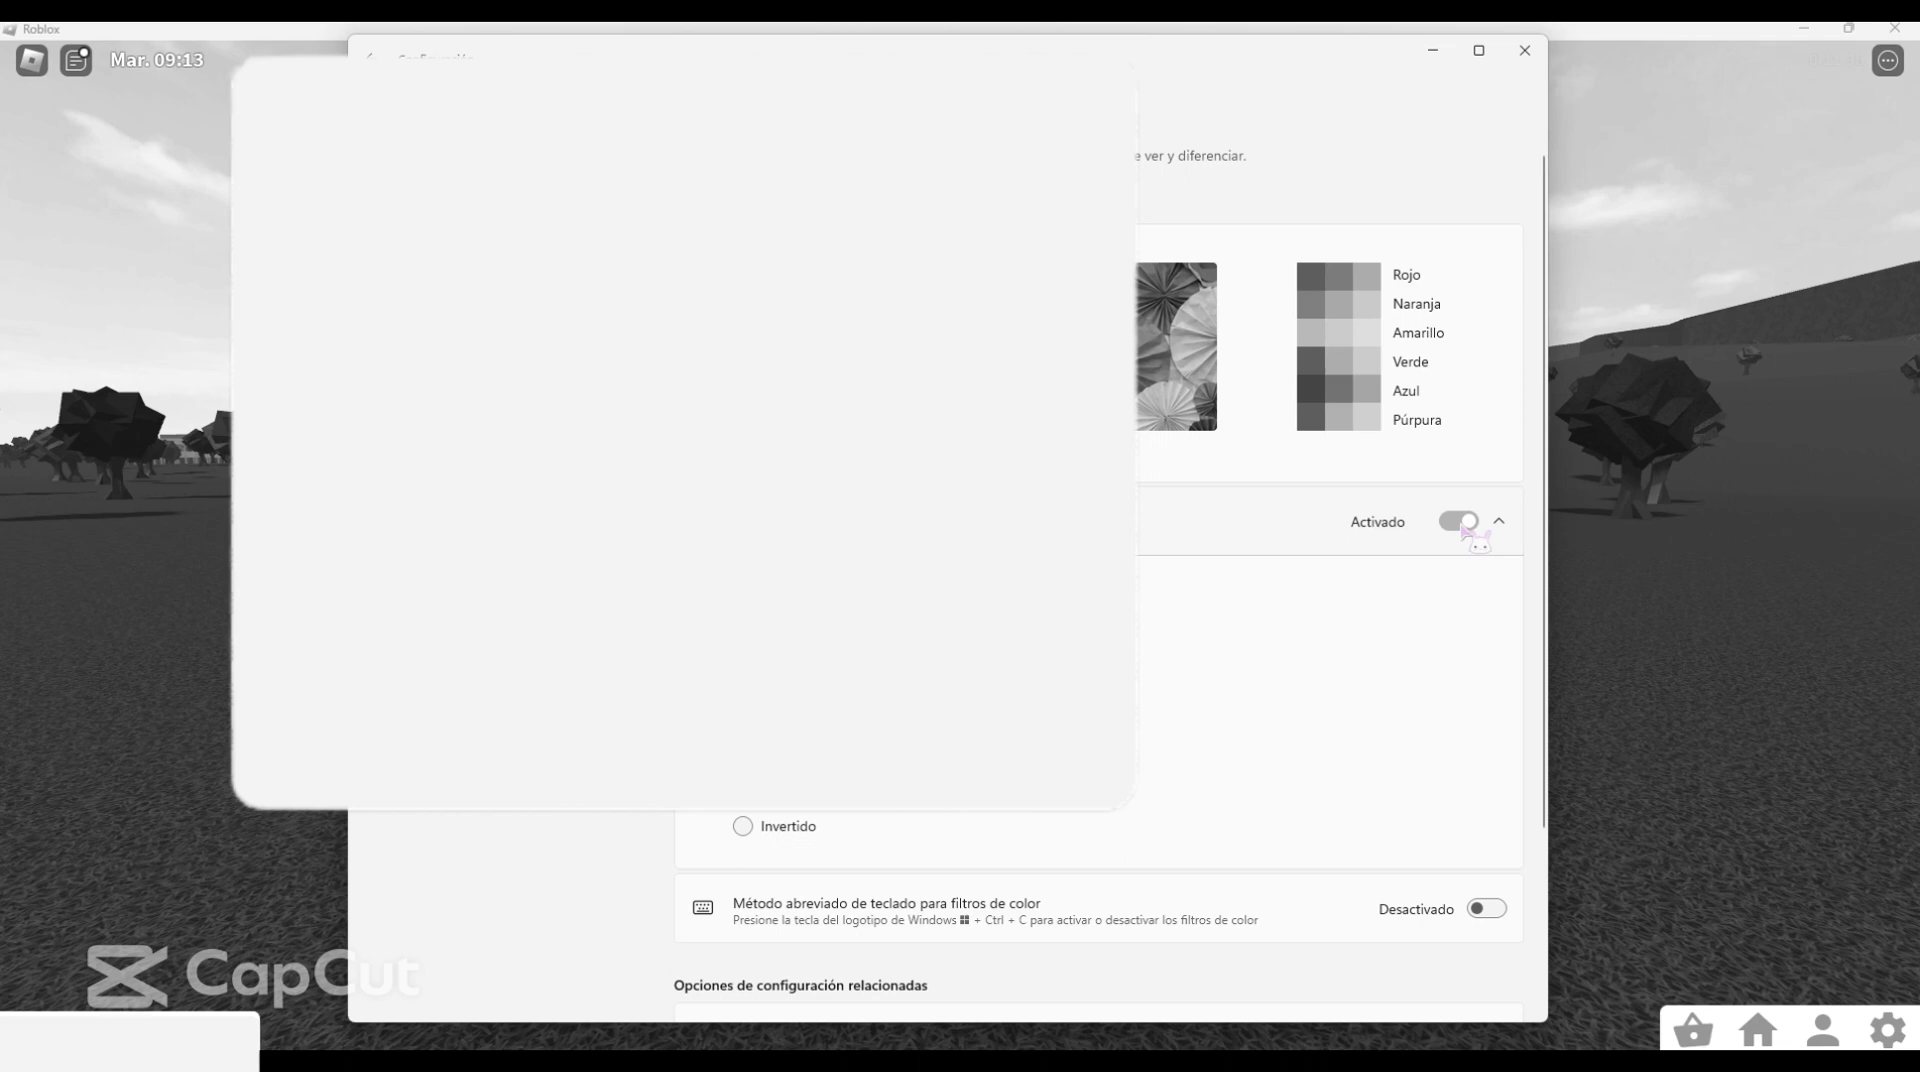 Roblox
Mar. 09:13
Configuración
e ver y diferenciar.
Rojo
Naranja
Amarillo
Verde
Azul
Púrpura
Activado
Invertido
Método abreviado de teclado para filtros de color
Presione la tecla del logotipo de Windows + Ctrl + C para activar o desactivar los filtros de color
Desactivado
CapCut
Opciones de configuración relacionadas